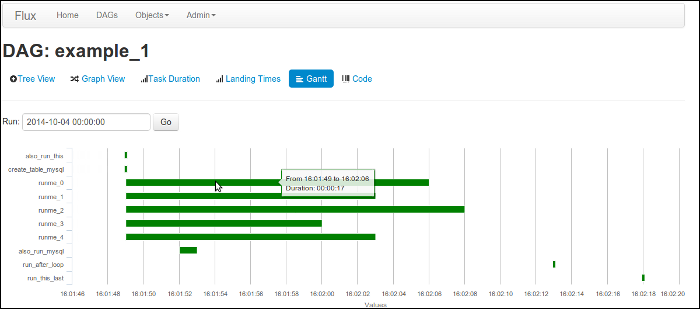 Flux Home DAGs Objects Admin
DAG: example_1
Tree View Graph View Task Duration Landing Times Gantt Code
Run: 2014-10-04 00:00:00 Go
also_run_this
create_table_mysql
runme_0
From 16:01:49 to 16:02:06
Duration: 00:00:17
runme_1
runme_2
runme_3
runme_4
also_run_mysql
run_after_loop
run_this_last
16:01:46 16:01:48 16:01:50 16:01:52 16:01:54 16:01:56 16:01:58 16:02:00 16:02:02 16:02:04 16:02:06 16:02:08 16:02:10 16:02:12 16:02:14 16:02:16 16:02:18 16:02:20
Values